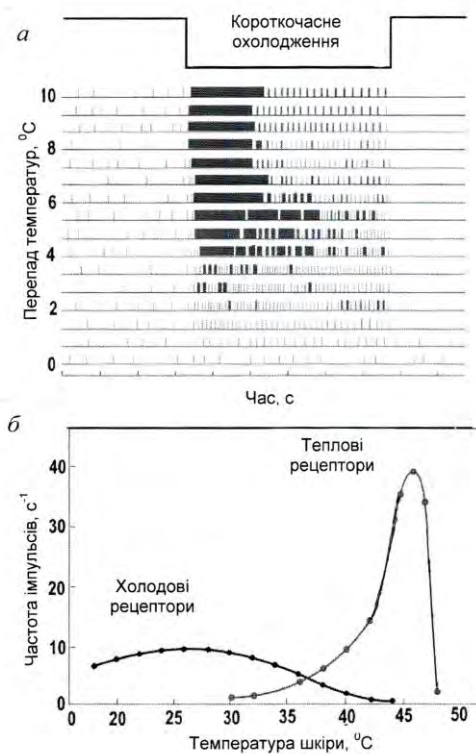 а
Короткочасне
охолодження
Перепад температур, °С
10
8
6
4
2
0
Час, с
б
Частота імпульсів, с⁻¹
40
30
20
10
0
Теплові
рецептори
Холодові
рецептори
0 20 25 30 35 40 45 50
Температура шкіри, °С